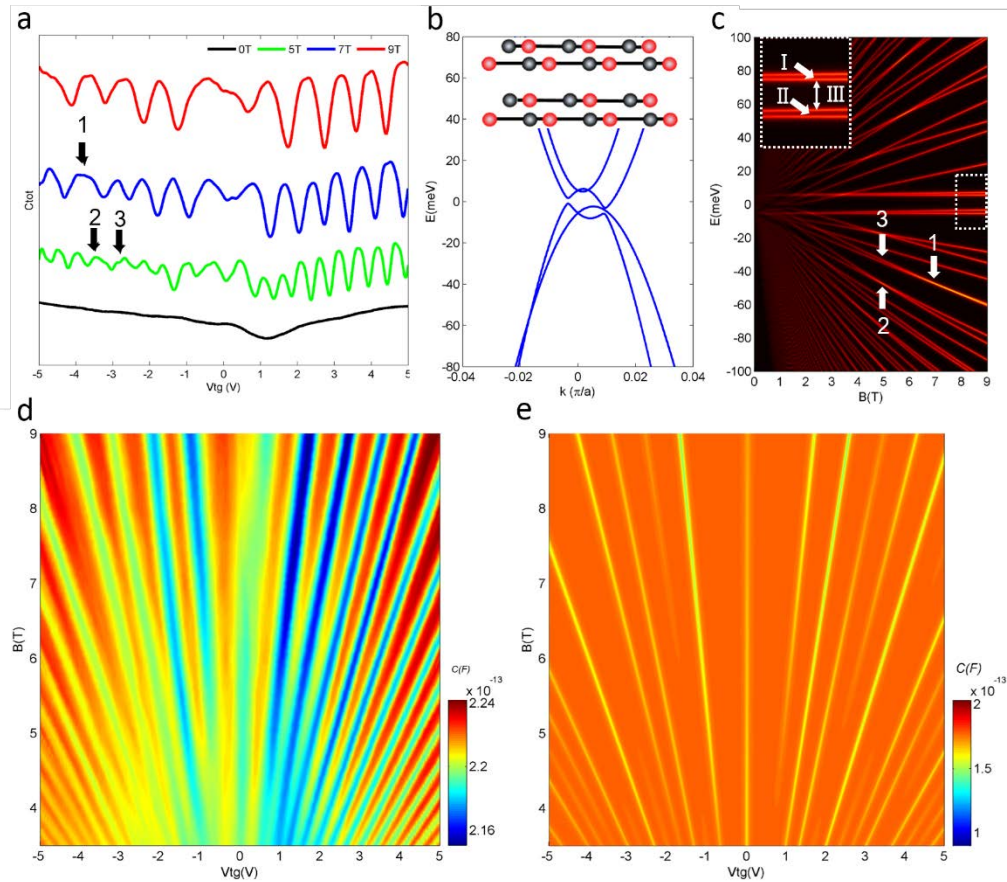 a
0T 5T 7T 9T
1
2 3
Ctot
-5 -4 -3 -2 -1 0 1 2 3 4 5
Vtg (V)
b
80
60
40
20
0
-20
-40
-60
-80
E(meV)
-0.04 -0.02 0 0.02 0.04
k (π/a)
c
100
80
60
40
20
0
-20
-40
-60
-80
-100
E(meV)
I
II III
3
1
2
0 1 2 3 4 5 6 7 8 9
B(T)
d
9
8
7
6
5
4
B(T)
-5 -4 -3 -2 -1 0 1 2 3 4 5
Vtg(V)
C(F)
x 10 -13
2.24
2.2
2.16
e
9
8
7
6
5
4
B(T)
-5 -4 -3 -2 -1 0 1 2 3 4 5
Vtg(V)
C(F)
x 10 -13
2
1.5
1